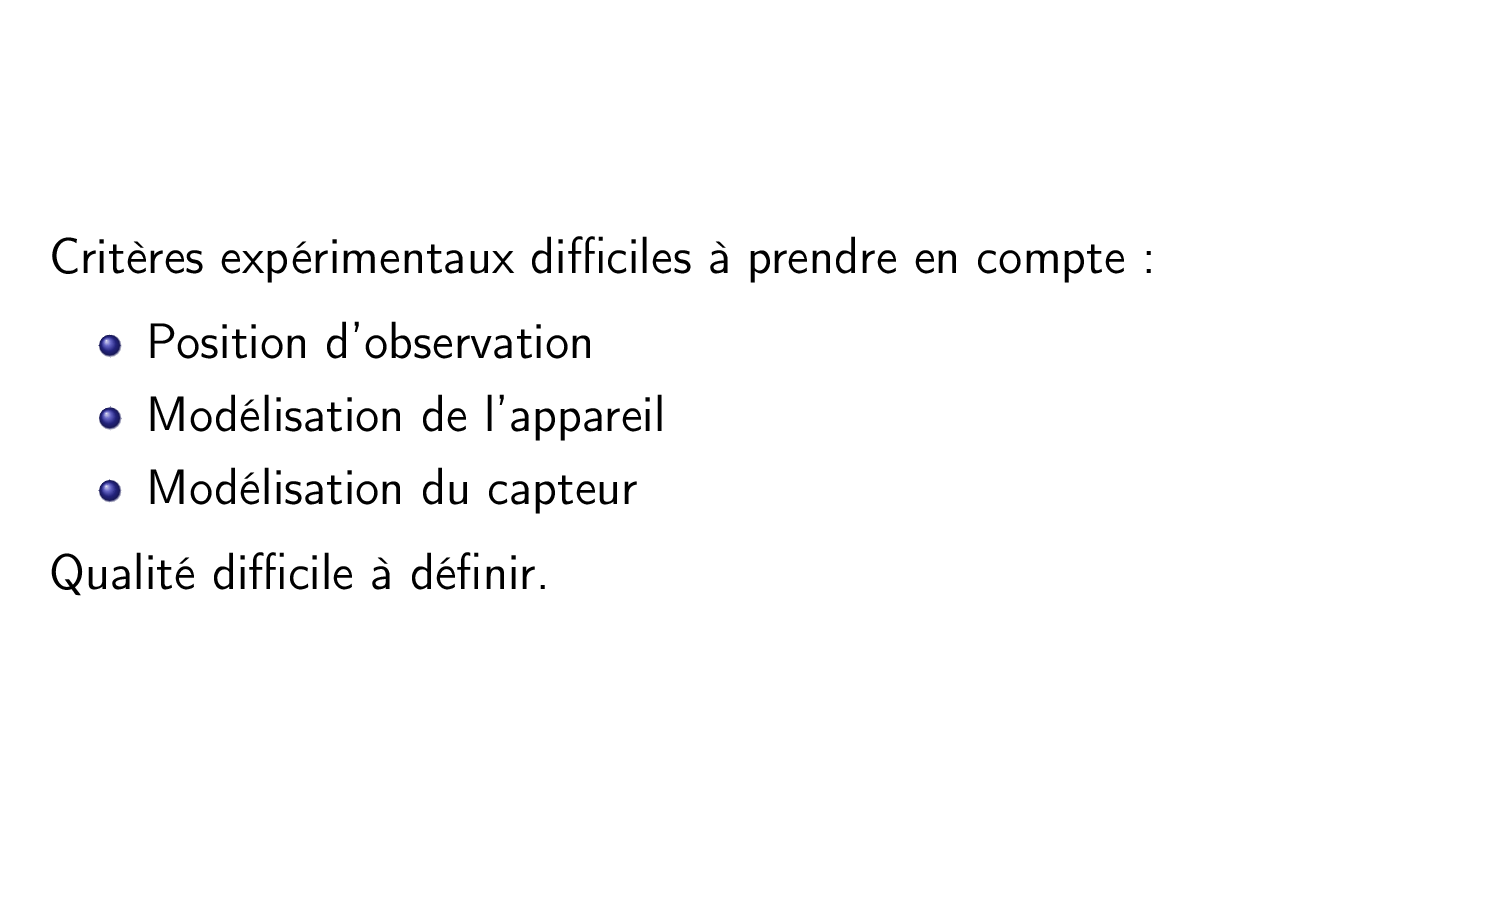 Critères expérimentaux difficiles à prendre en compte :
Position d'observation
Modélisation de l'appareil
Modélisation du capteur
Qualité difficile à définir.